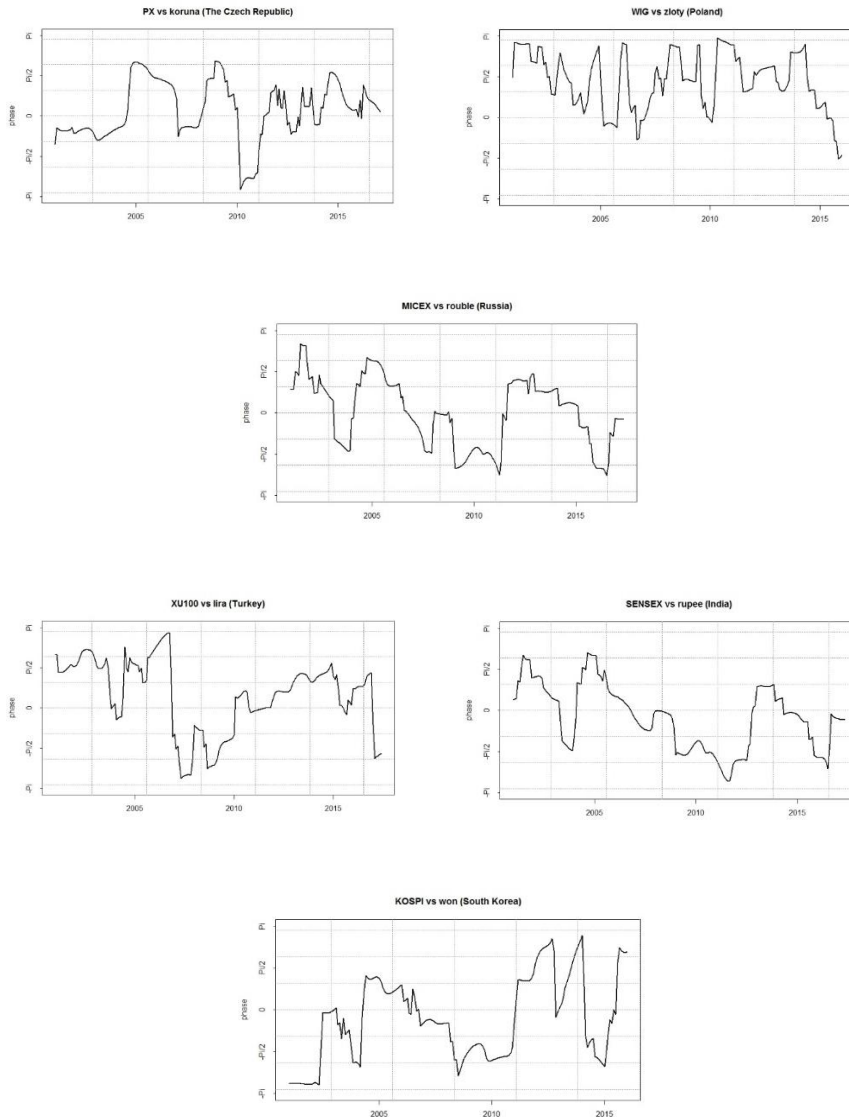 PX vs koruna (The Czech Republic)
phase
Pi
Pi/2
0
-Pi/2
-Pi
2005 2010 2015
WIG vs zloty (Poland)
phase
Pi
Pi/2
0
-Pi/2
-Pi
2005 2010 2015
MICEX vs rouble (Russia)
phase
Pi
Pi/2
0
-Pi/2
-Pi
2005 2010 2015
XU100 vs lira (Turkey)
phase
Pi
Pi/2
0
-Pi/2
-Pi
2005 2010 2015
SENSEX vs rupee (India)
phase
Pi
Pi/2
0
-Pi/2
-Pi
2005 2010 2015
KOSPI vs won (South Korea)
phase
Pi
Pi/2
0
-Pi/2
-Pi
2005 2010 2015